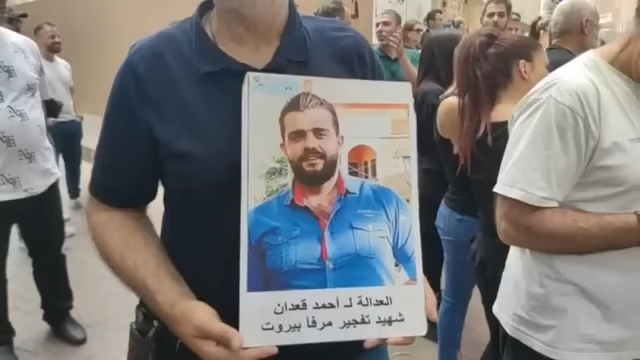 العدالة لـ أحمد قعدان
شهيد تفجير مرفأ بيروت